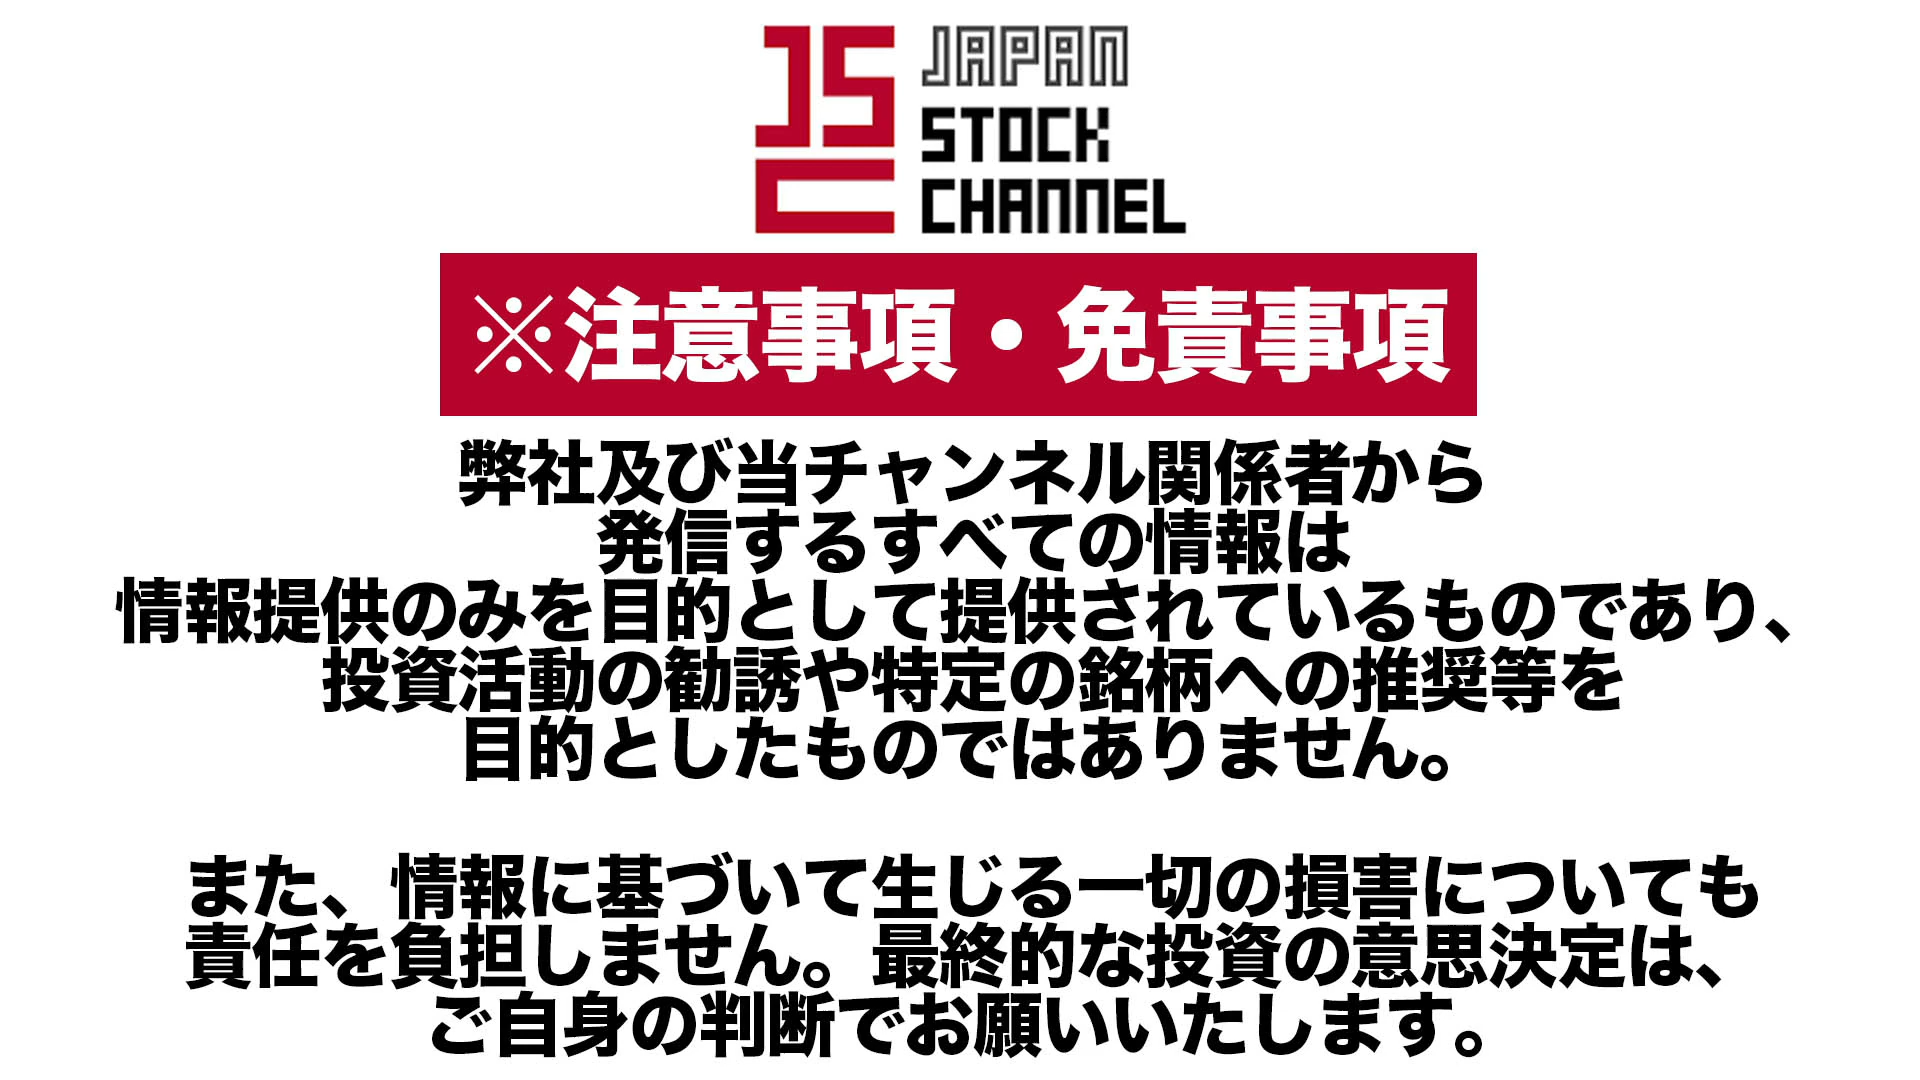 JSC
JAPAN
STOCK
CHANNEL
※注意事項・免責事項
弊社及び当チャンネル関係者から
発信するすべての情報は
情報提供のみを目的として提供されているものであり、
投資活動の勧誘や特定の銘柄への推奨等を
目的としたものではありません。
また、情報に基づいて生じる一切の損害についても
責任を負担しません。最終的な投資の意思決定は、
ご自身の判断でお願いいたします。